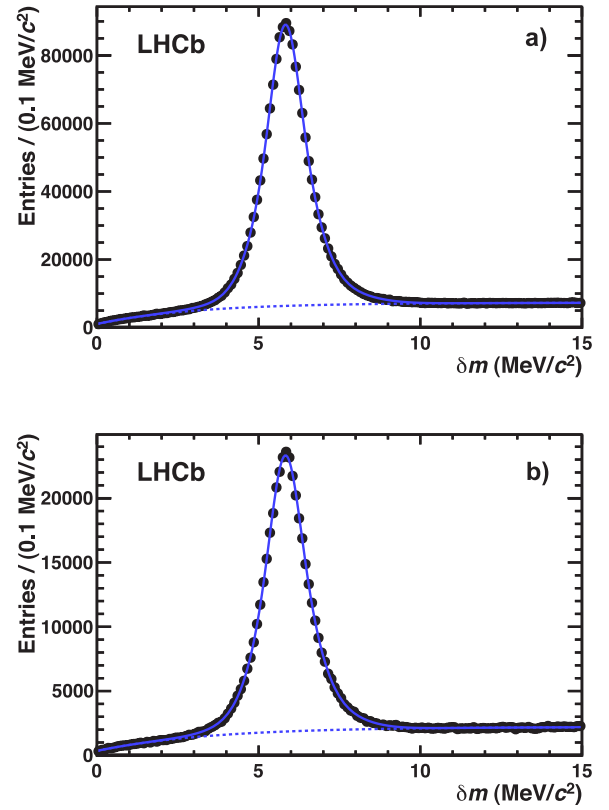 LHCb
a)
Entries / (0.1 MeV/c²)
80000
60000
40000
20000
0
0 5 10 15
δm (MeV/c²)
LHCb
b)
Entries / (0.1 MeV/c²)
20000
15000
10000
5000
0
0 5 10 15
δm (MeV/c²)